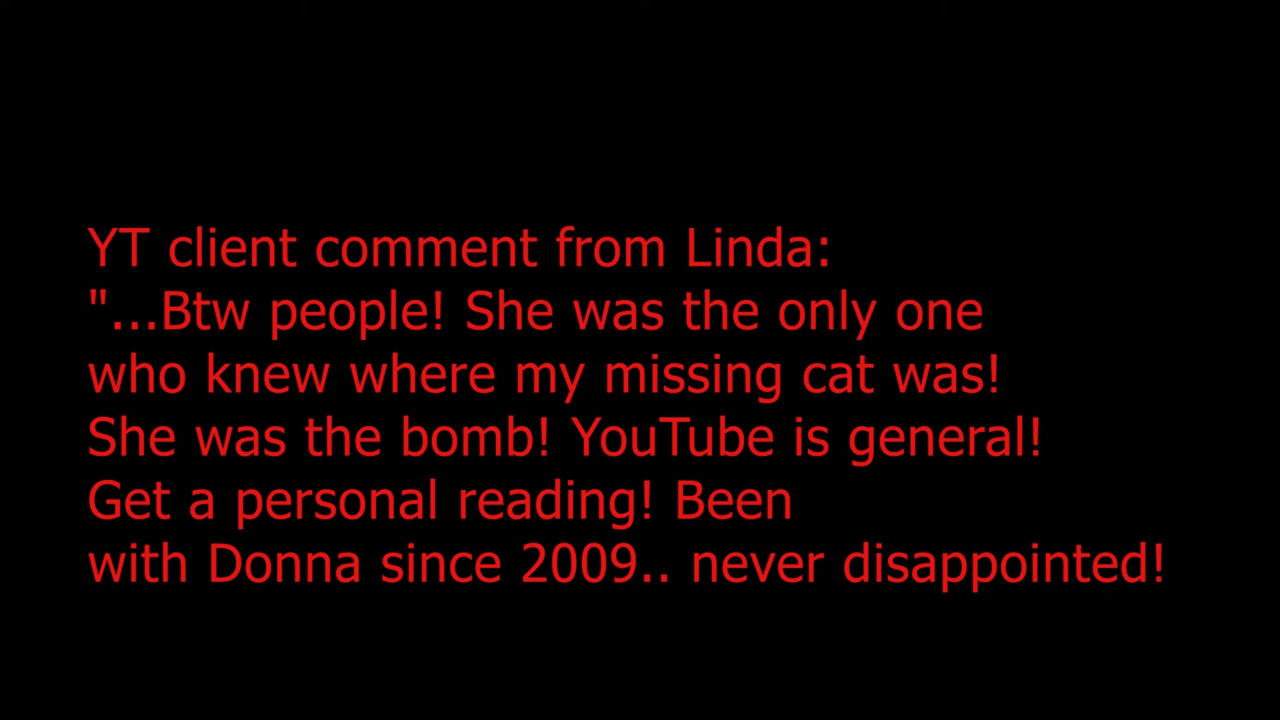 YT client comment from Linda:
"...Btw people! She was the only one
who knew where my missing cat was!
She was the bomb! YouTube is general!
Get a personal reading! Been
with Donna since 2009.. never disappointed!